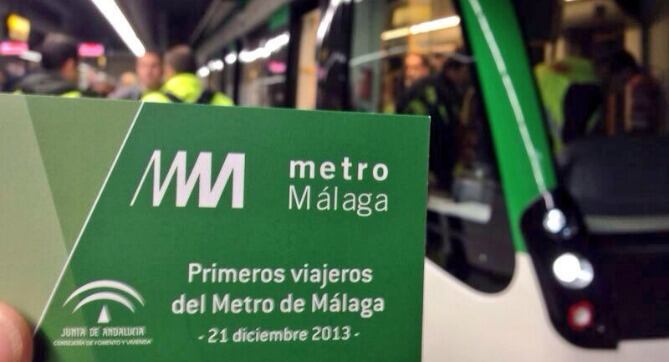 metro
Málaga
Primeros viajeros
del Metro de Málaga
- 21 diciembre 2013 -
JUNTA DE ANDALUCIA
CONSEJERÍA DE FOMENTO Y VIVIENDA